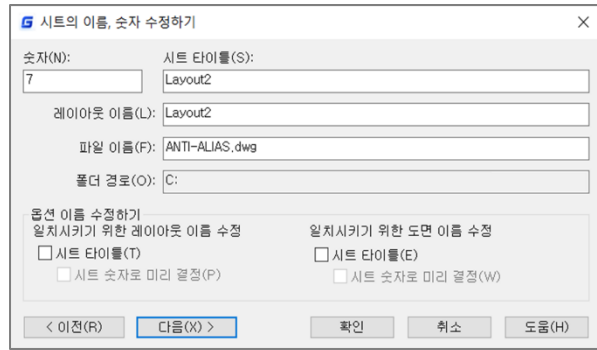 시트의 이름, 숫자 수정하기
숫자(N): 시트 타이틀(S):
7 Layout2
레이아웃 이름(L): Layout2
파일 이름(F): ANTI-ALIAS.dwg
폴더 경로(O): C:
옵션 이름 수정하기
일치시키기 위한 레이아웃 이름 수정 일치시키기 위한 도면 이름 수정
시트 타이틀(T) 시트 타이틀(E)
시트 숫자로 미리 결정(P) 시트 숫자로 미리 결정(W)
< 이전(R) 다음(X) > 확인 취소 도움(H)